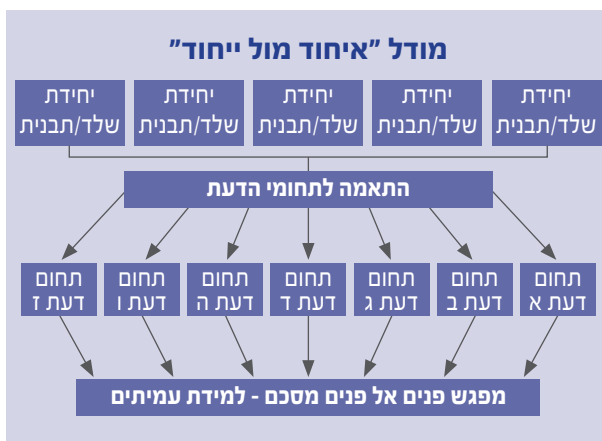 מודל "איחוד מול ייחוד"
יחידת
שלד/תבנית
יחידת
שלד/תבנית
יחידת
שלד/תבנית
יחידת
שלד/תבנית
יחידת
שלד/תבנית
התאמה לתחומי הדעת
תחום
דעת א
תחום
דעת ב
תחום
דעת ג
תחום
דעת ד
תחום
דעת ה
תחום
דעת ו
תחום
דעת ז
מפגש פנים אל פנים מסכם - למידת עמיתים